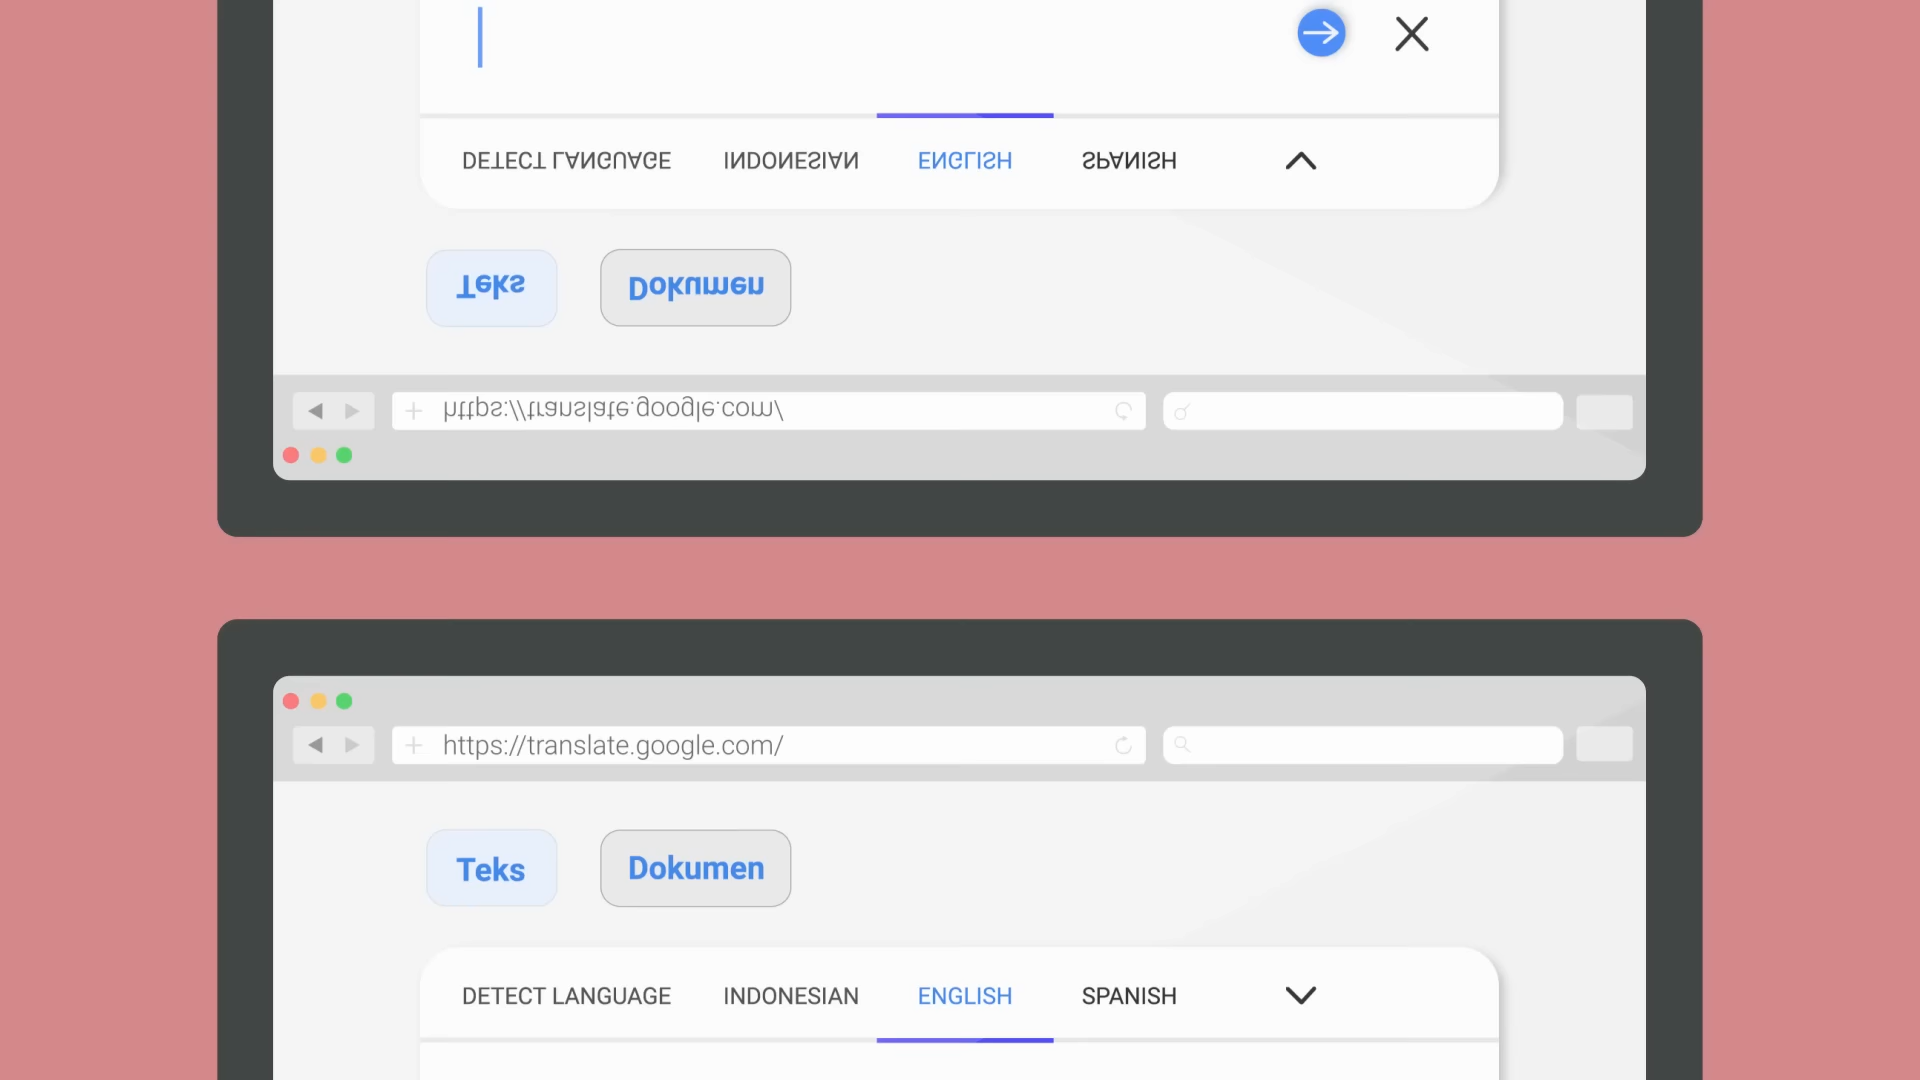 DETECT LANGUAGE INDONESIAN ENGLISH SPANISH
Teks Dokumen
https://translate.google.com/
https://translate.google.com/
Teks Dokumen
DETECT LANGUAGE INDONESIAN ENGLISH SPANISH